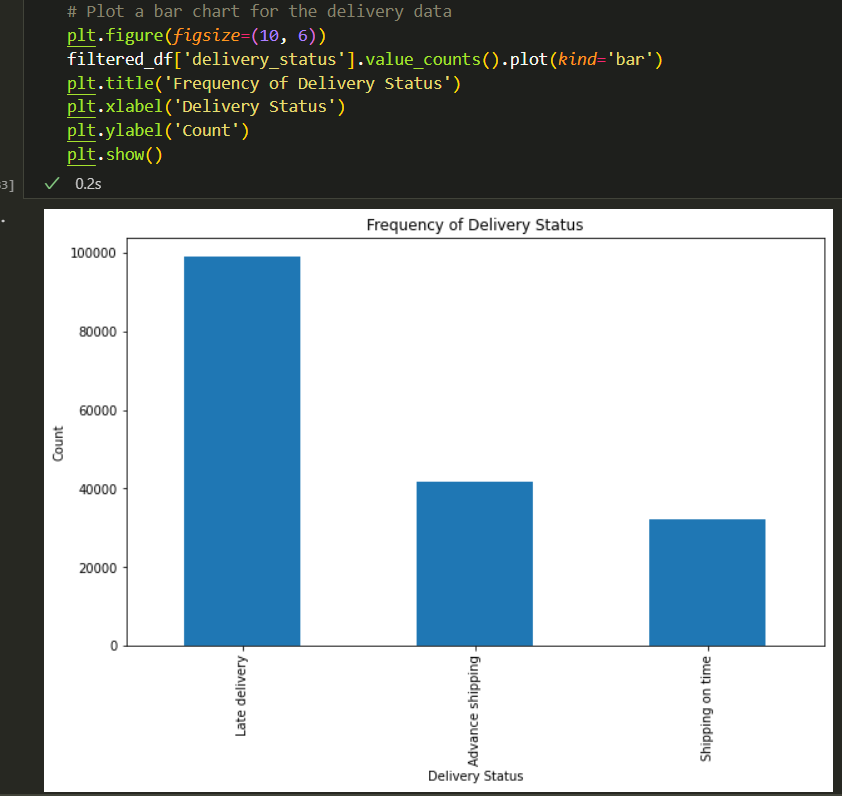 # Plot a bar chart for the delivery data
plt.figure(figsize=(10, 6))
filtered_df['delivery_status'].value_counts().plot(kind='bar')
plt.title('Frequency of Delivery Status')
plt.xlabel('Delivery Status')
plt.ylabel('Count')
plt.show()
3]
0.2s
Frequency of Delivery Status
100000
80000
60000
40000
20000
0
Count
Late delivery
Advance shipping
Shipping on time
Delivery Status